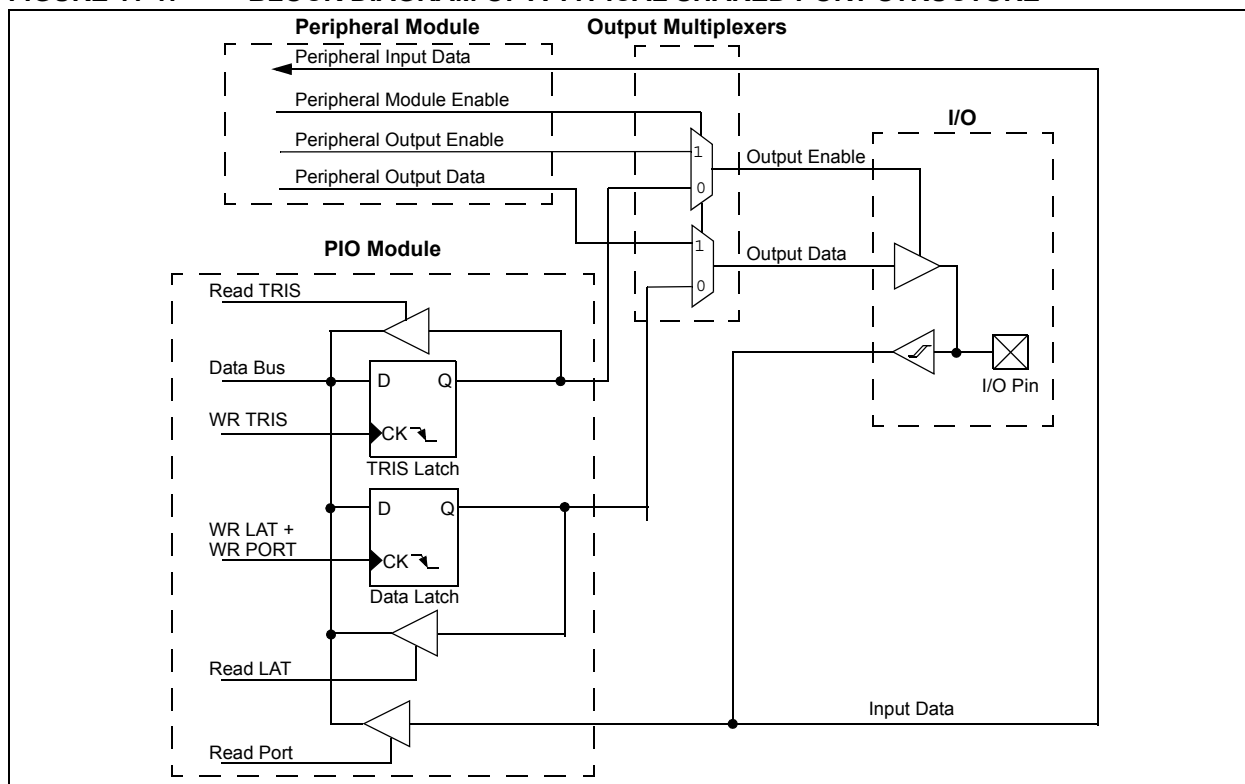 Peripheral Module
Output Multiplexers
Peripheral Input Data
Peripheral Module Enable
Peripheral Output Enable
Peripheral Output Data
1
0
Output Enable
1
0
Output Data
I/O
I/O Pin
PIO Module
Read TRIS
Data Bus
D Q
WR TRIS
CK
TRIS Latch
D Q
WR LAT +
WR PORT
CK
Data Latch
Read LAT
Input Data
Read Port